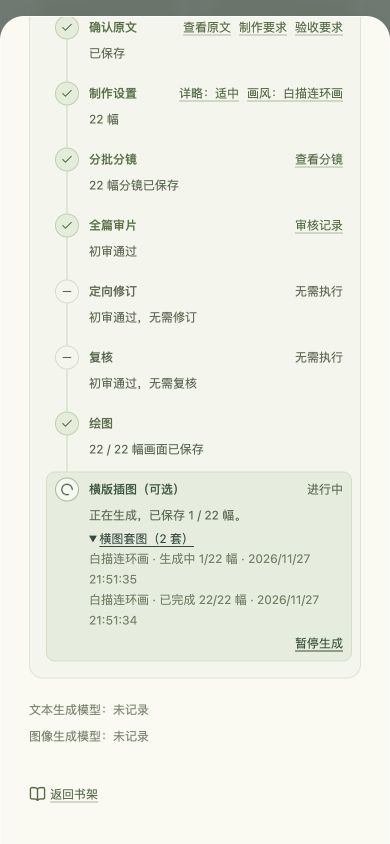 确认原文 查看原文 制作要求 验收要求
已保存
制作设置 详略：适中 画风：白描连环画
22 幅
分批分镜 查看分镜
22 幅分镜已保存
全篇审片 审核记录
初审通过
定向修订 无需执行
初审通过，无需修订
复核 无需执行
初审通过，无需复核
绘图
22 / 22 幅画面已保存
横版插图（可选） 进行中
正在生成，已保存 1 / 22 幅。
▼横图套图（2 套）
白描连环画 · 生成中 1/22 幅 · 2026/11/27
21:51:35
白描连环画 · 已完成 22/22 幅 · 2026/11/27
21:51:34
暂停生成
文本生成模型：未记录
图像生成模型：未记录
返回书架